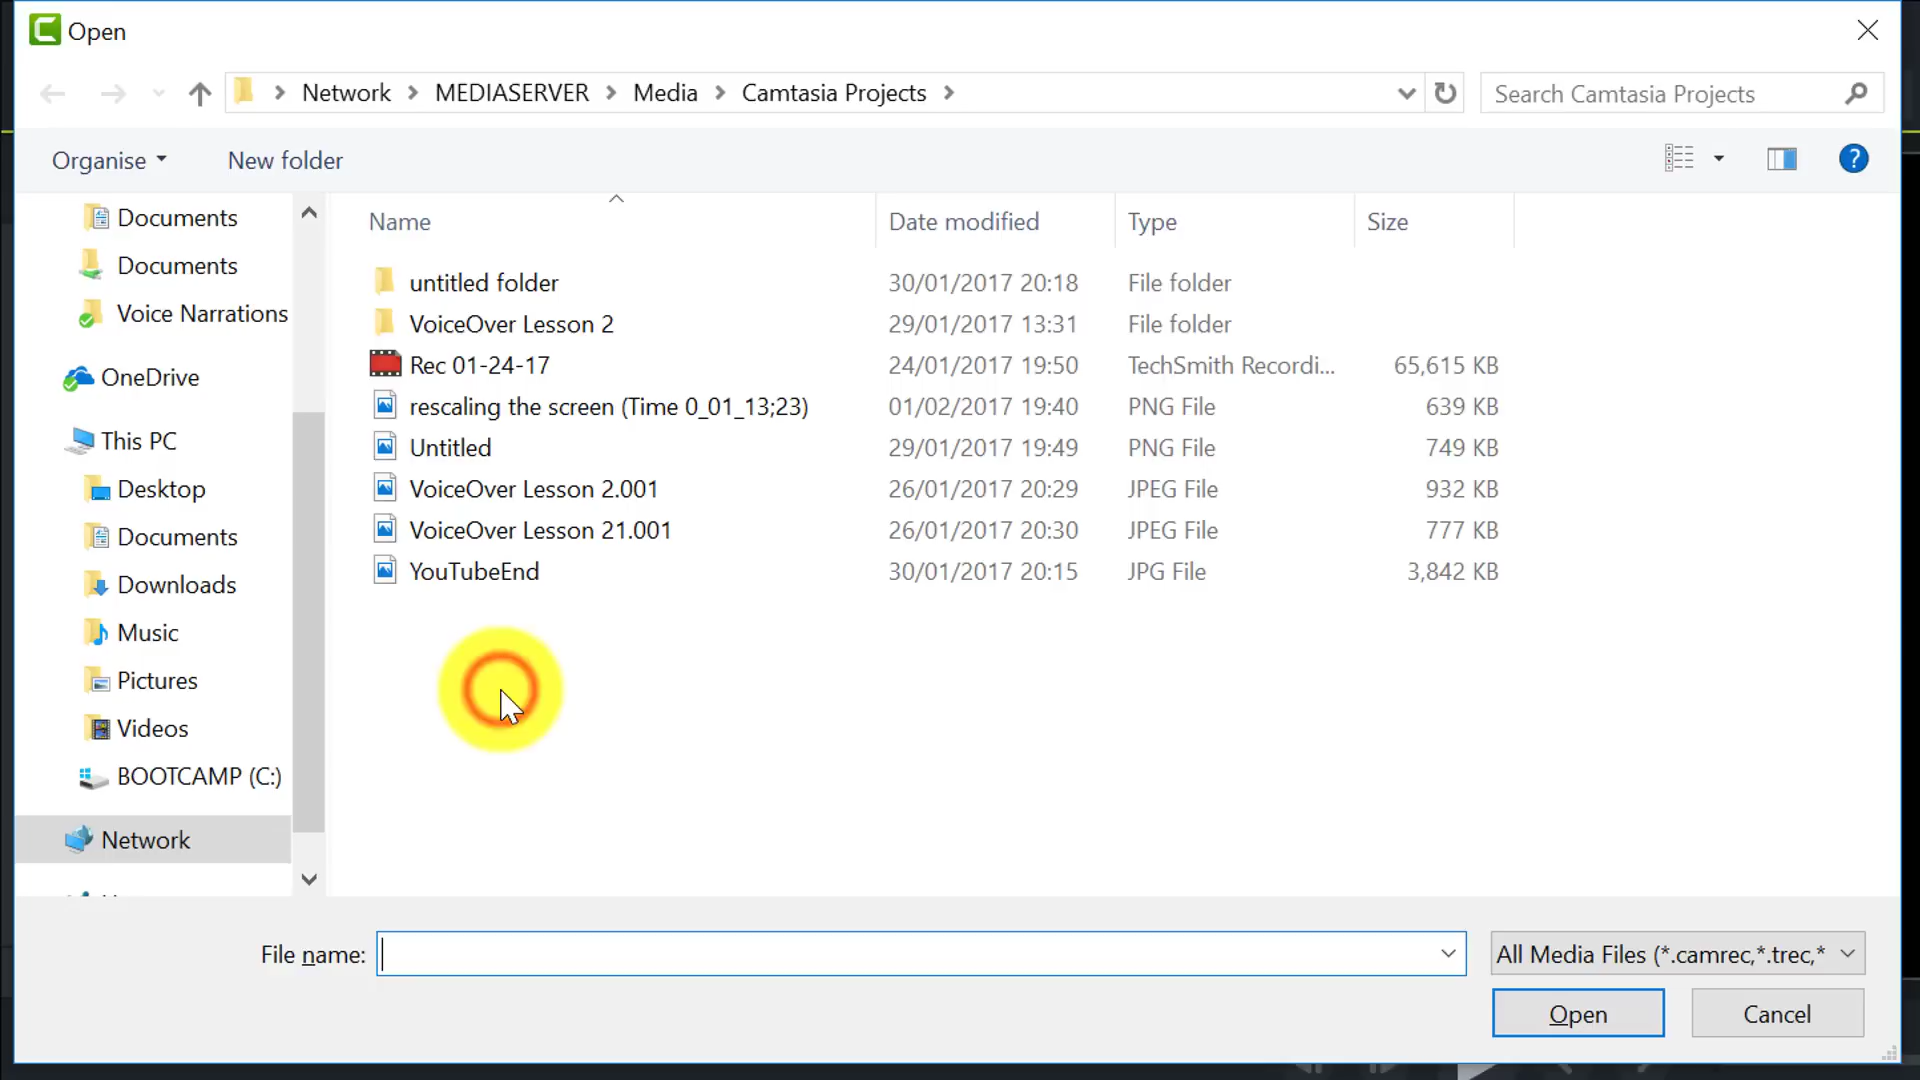 Open
Network MEDIASERVER Media Camtasia Projects
Search Camtasia Projects
Organise New folder
?
Documents
Documents
Voice Narrations
OneDrive
This PC
Desktop
Documents
Downloads
Music
Pictures
Videos
BOOTCAMP (C:)
Network
Name Date modified Type Size
untitled folder 30/01/2017 20:18 File folder
VoiceOver Lesson 2 29/01/2017 13:31 File folder
Rec 01-24-17 24/01/2017 19:50 TechSmith Recordi... 65,615 KB
rescaling the screen (Time 0_01_13;23) 01/02/2017 19:40 PNG File 639 KB
Untitled 29/01/2017 19:49 PNG File 749 KB
VoiceOver Lesson 2.001 26/01/2017 20:29 JPEG File 932 KB
VoiceOver Lesson 21.001 26/01/2017 20:30 JPEG File 777 KB
YouTubeEnd 30/01/2017 20:15 JPG File 3,842 KB
File name:
All Media Files (*.camrec,*.trec,*
Open Cancel